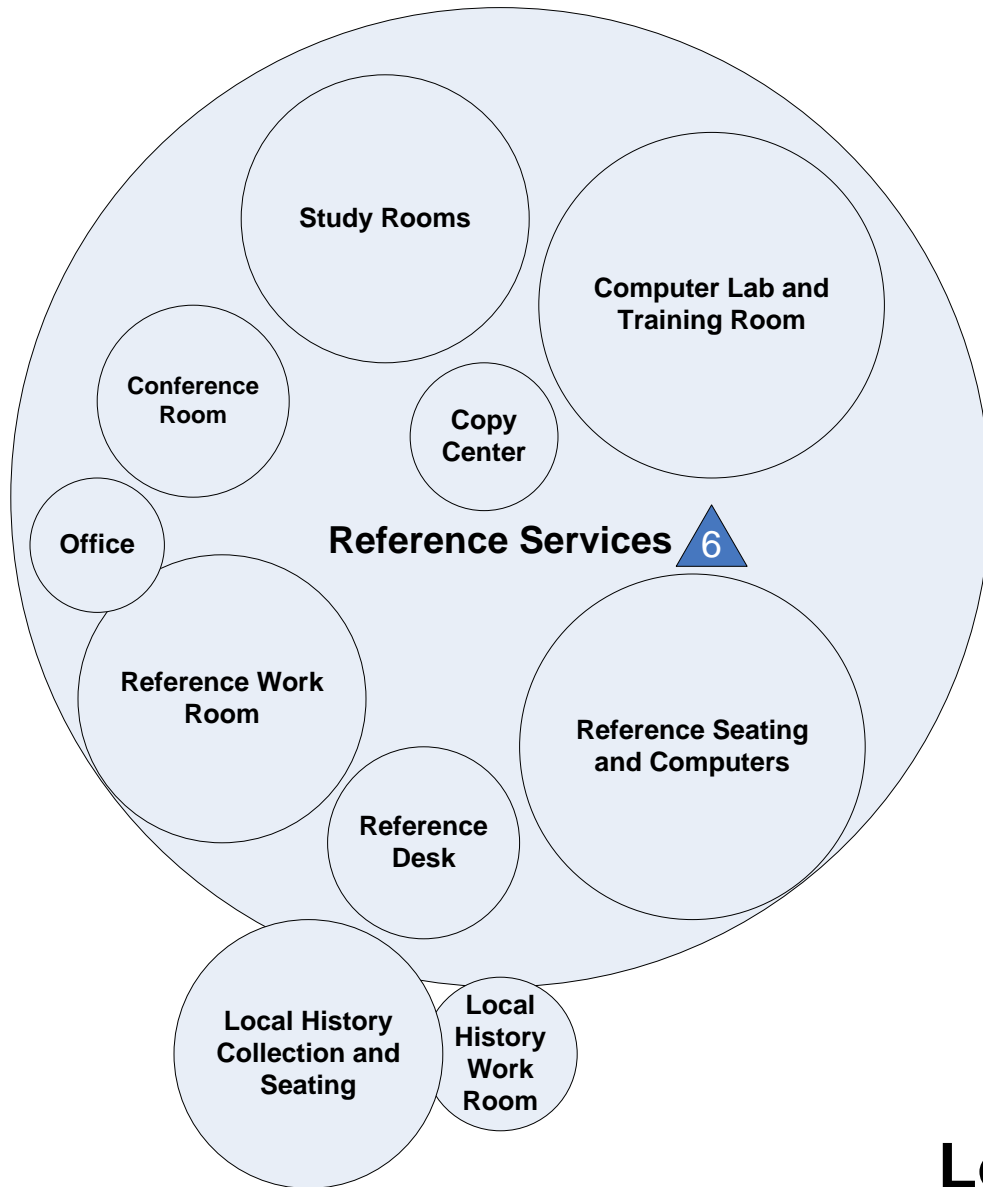 Study Rooms
Computer Lab and
Training Room
Conference
Room
Copy
Center
Office
Reference Services
6
Reference Work
Room
Reference Seating
and Computers
Reference
Desk
Local History
Collection and
Seating
Local
History
Work
Room